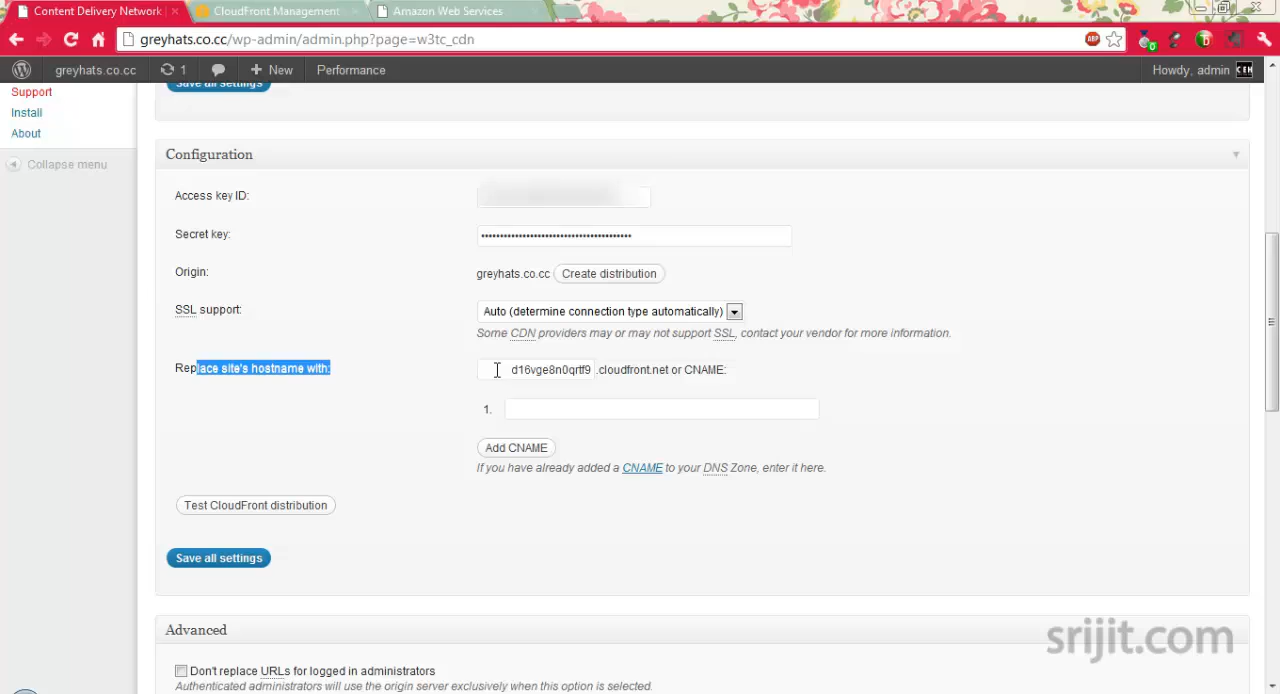 Content Delivery Network
CloudFront Management
Amazon Web Services
greyhats.co.cc/wp-admin/admin.php?page=w3tc_cdn
ABP
0
greyhats.co.cc
1
+ New
Performance
Howdy, admin
CEH
Support
Install
About
Collapse menu
Save all settings
Configuration
Access key ID:
Secret key:
Origin:
greyhats.co.cc Create distribution
SSL support:
Auto (determine connection type automatically)
Some CDN providers may or may not support SSL, contact your vendor for more information.
Replace site's hostname with:
d16vge8n0qrtf9 .cloudfront.net or CNAME:
1.
Add CNAME
If you have already added a CNAME to your DNS Zone, enter it here.
Test CloudFront distribution
Save all settings
Advanced
Don't replace URLs for logged in administrators
Authenticated administrators will use the origin server exclusively when this option is selected.
srijit.com